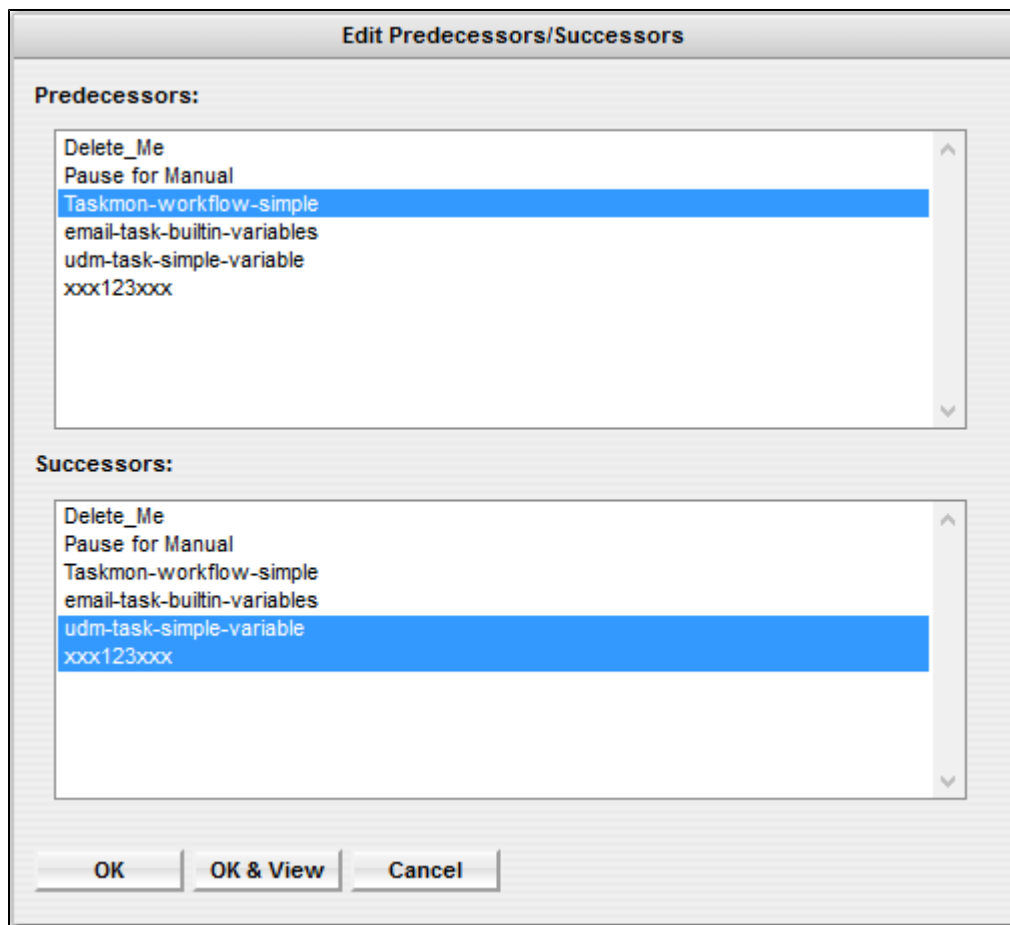 Edit Predecessors/Successors
Predecessors:
Delete_Me
Pause for Manual
Taskmon-workflow-simple
email-task-builtin-variables
udm-task-simple-variable
xxx123xxx
Successors:
Delete_Me
Pause for Manual
Taskmon-workflow-simple
email-task-builtin-variables
udm-task-simple-variable
xxx123xxx
OK OK & View Cancel